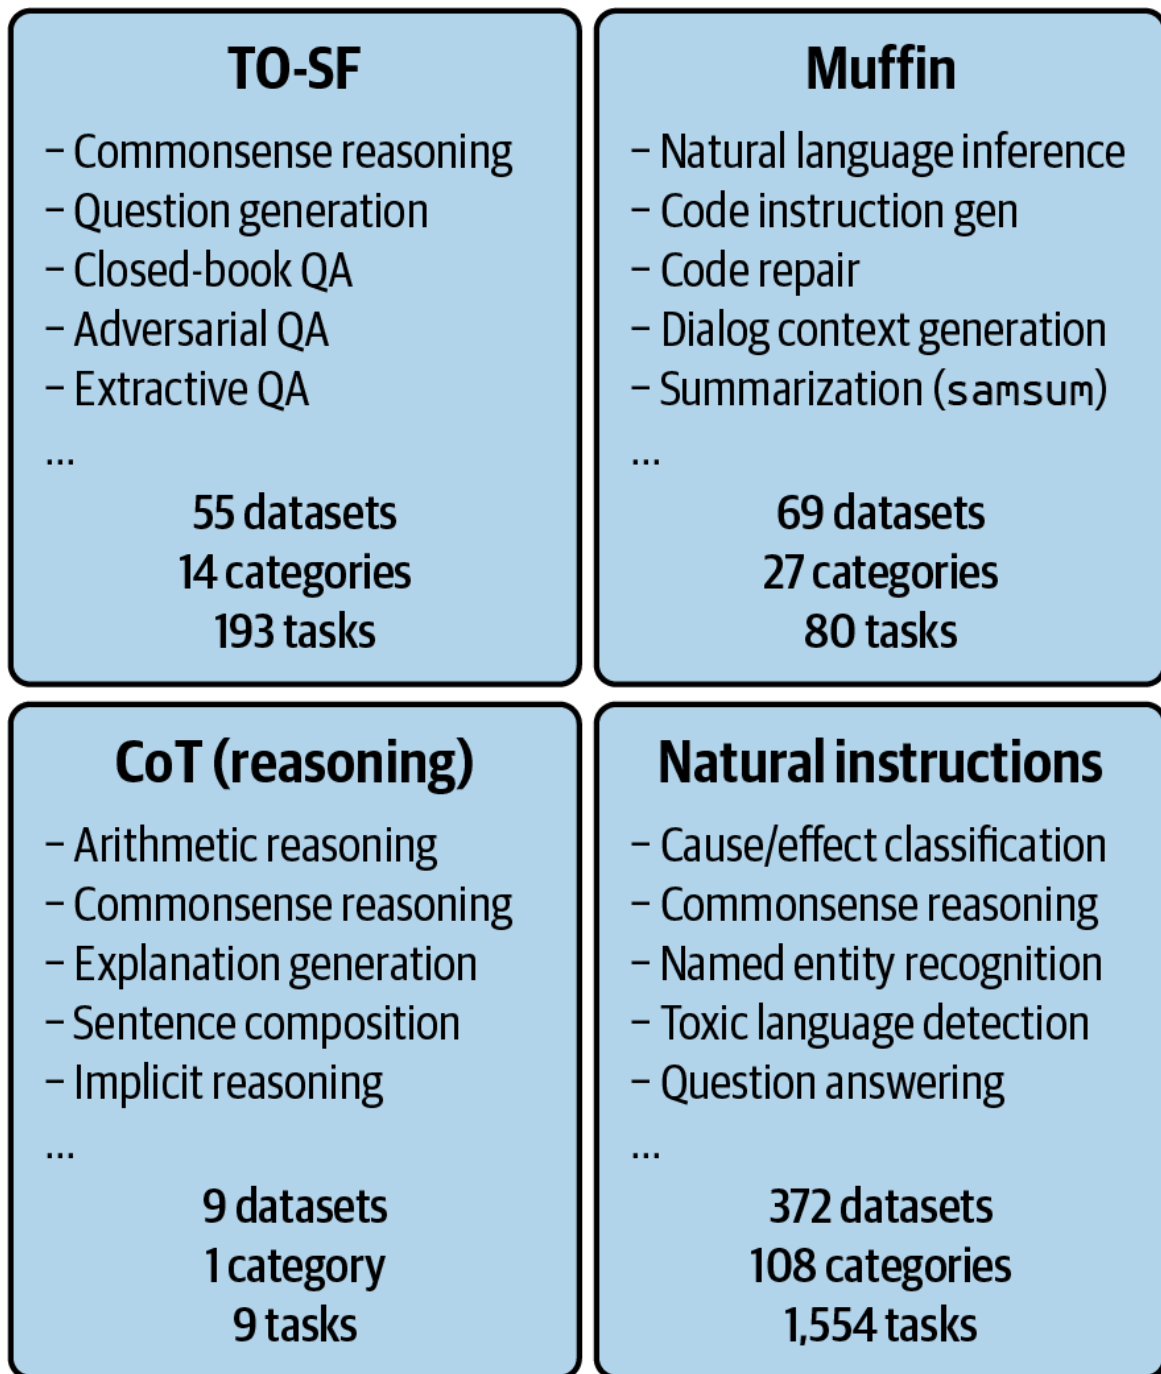 TO-SF
– Commonsense reasoning
– Question generation
– Closed-book QA
– Adversarial QA
– Extractive QA
...
55 datasets
14 categories
193 tasks
Muffin
– Natural language inference
– Code instruction gen
– Code repair
– Dialog context generation
– Summarization (samsum)
...
69 datasets
27 categories
80 tasks
CoT (reasoning)
– Arithmetic reasoning
– Commonsense reasoning
– Explanation generation
– Sentence composition
– Implicit reasoning
...
9 datasets
1 category
9 tasks
Natural instructions
– Cause/effect classification
– Commonsense reasoning
– Named entity recognition
– Toxic language detection
– Question answering
...
372 datasets
108 categories
1,554 tasks